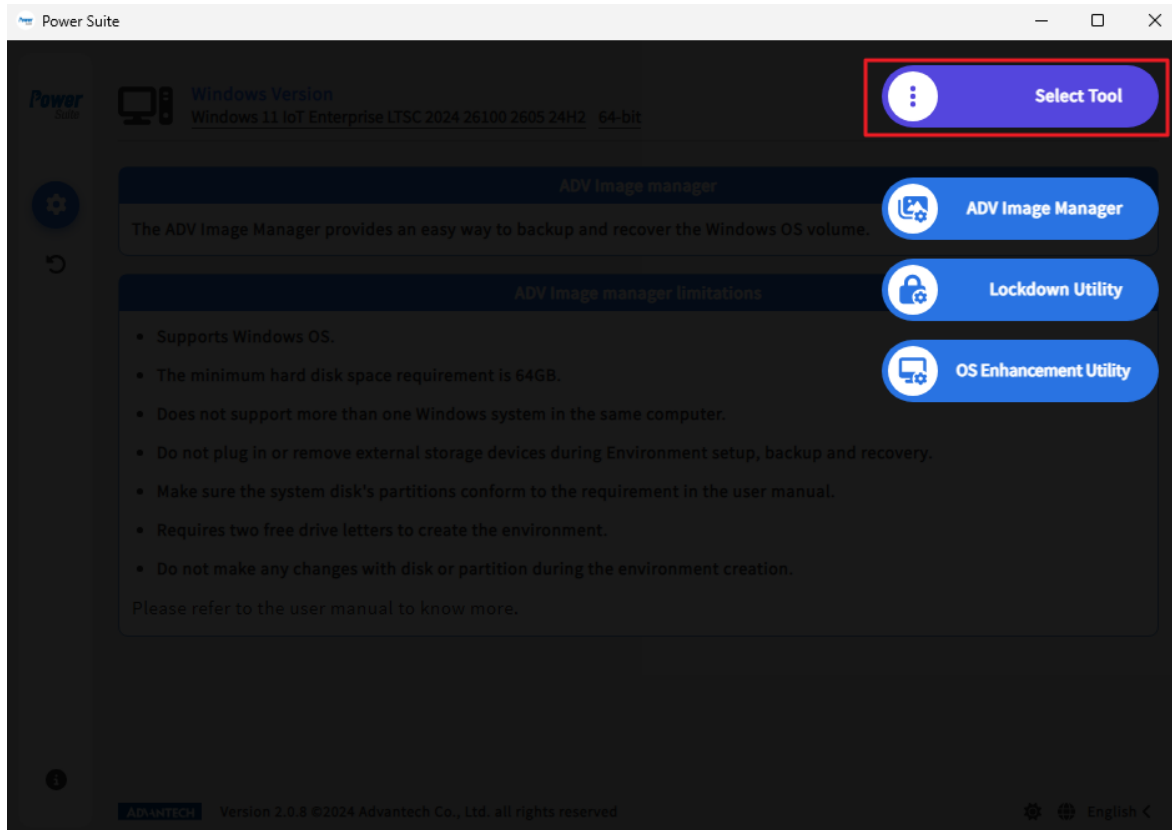 Power Suite
Power
Suite
Windows Version
Windows 11 IoT Enterprise LTSC 2024 26100 2605 24H2 64-bit
Select Tool
ADV Image manager
ADV Image Manager
The ADV Image Manager provides an easy way to backup and recover the Windows OS volume.
ADV Image manager limitations
Lockdown Utility
• Supports Windows OS.
OS Enhancement Utility
• The minimum hard disk space requirement is 64GB.
• Does not support more than one Windows system in the same computer.
• Do not plug in or remove external storage devices during Environment setup, backup and recovery.
• Make sure the system disk's partitions conform to the requirement in the user manual.
• Requires two free drive letters to create the environment.
• Do not make any changes with disk or partition during the environment creation.
Please refer to the user manual to know more.
ADVANTECH Version 2.0.8 ©2024 Advantech Co., Ltd. all rights reserved
English